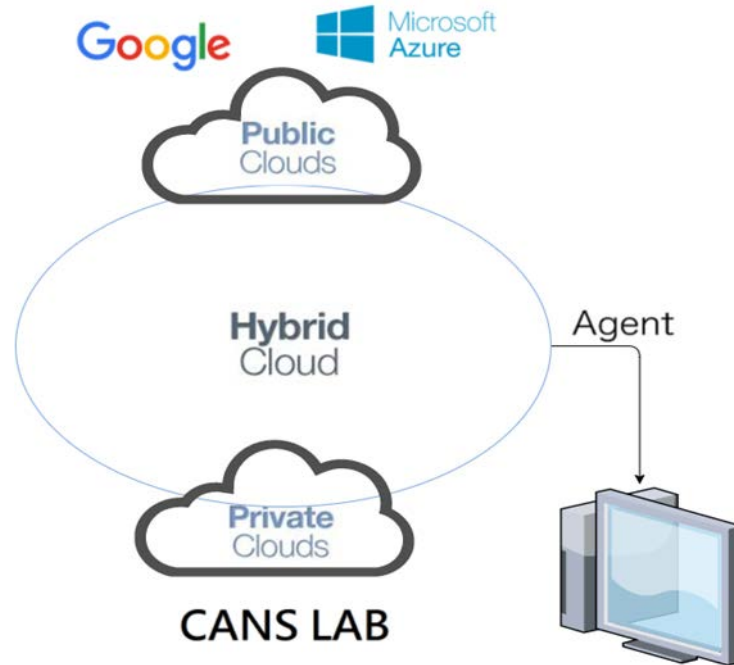 Google
Microsoft
Azure
Public
Clouds
Hybrid
Cloud
Agent
Private
Clouds
CANS LAB